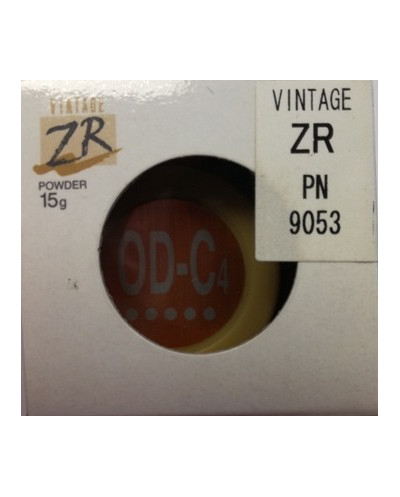 VINTAGE
ZR
POWDER
15g
VINTAGE
ZR
PN
9053
OD-C4